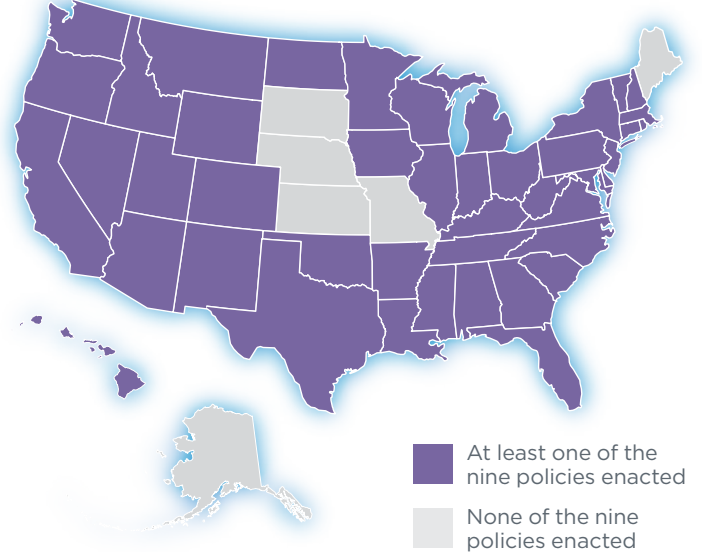 At least one of the
nine policies enacted
None of the nine
policies enacted